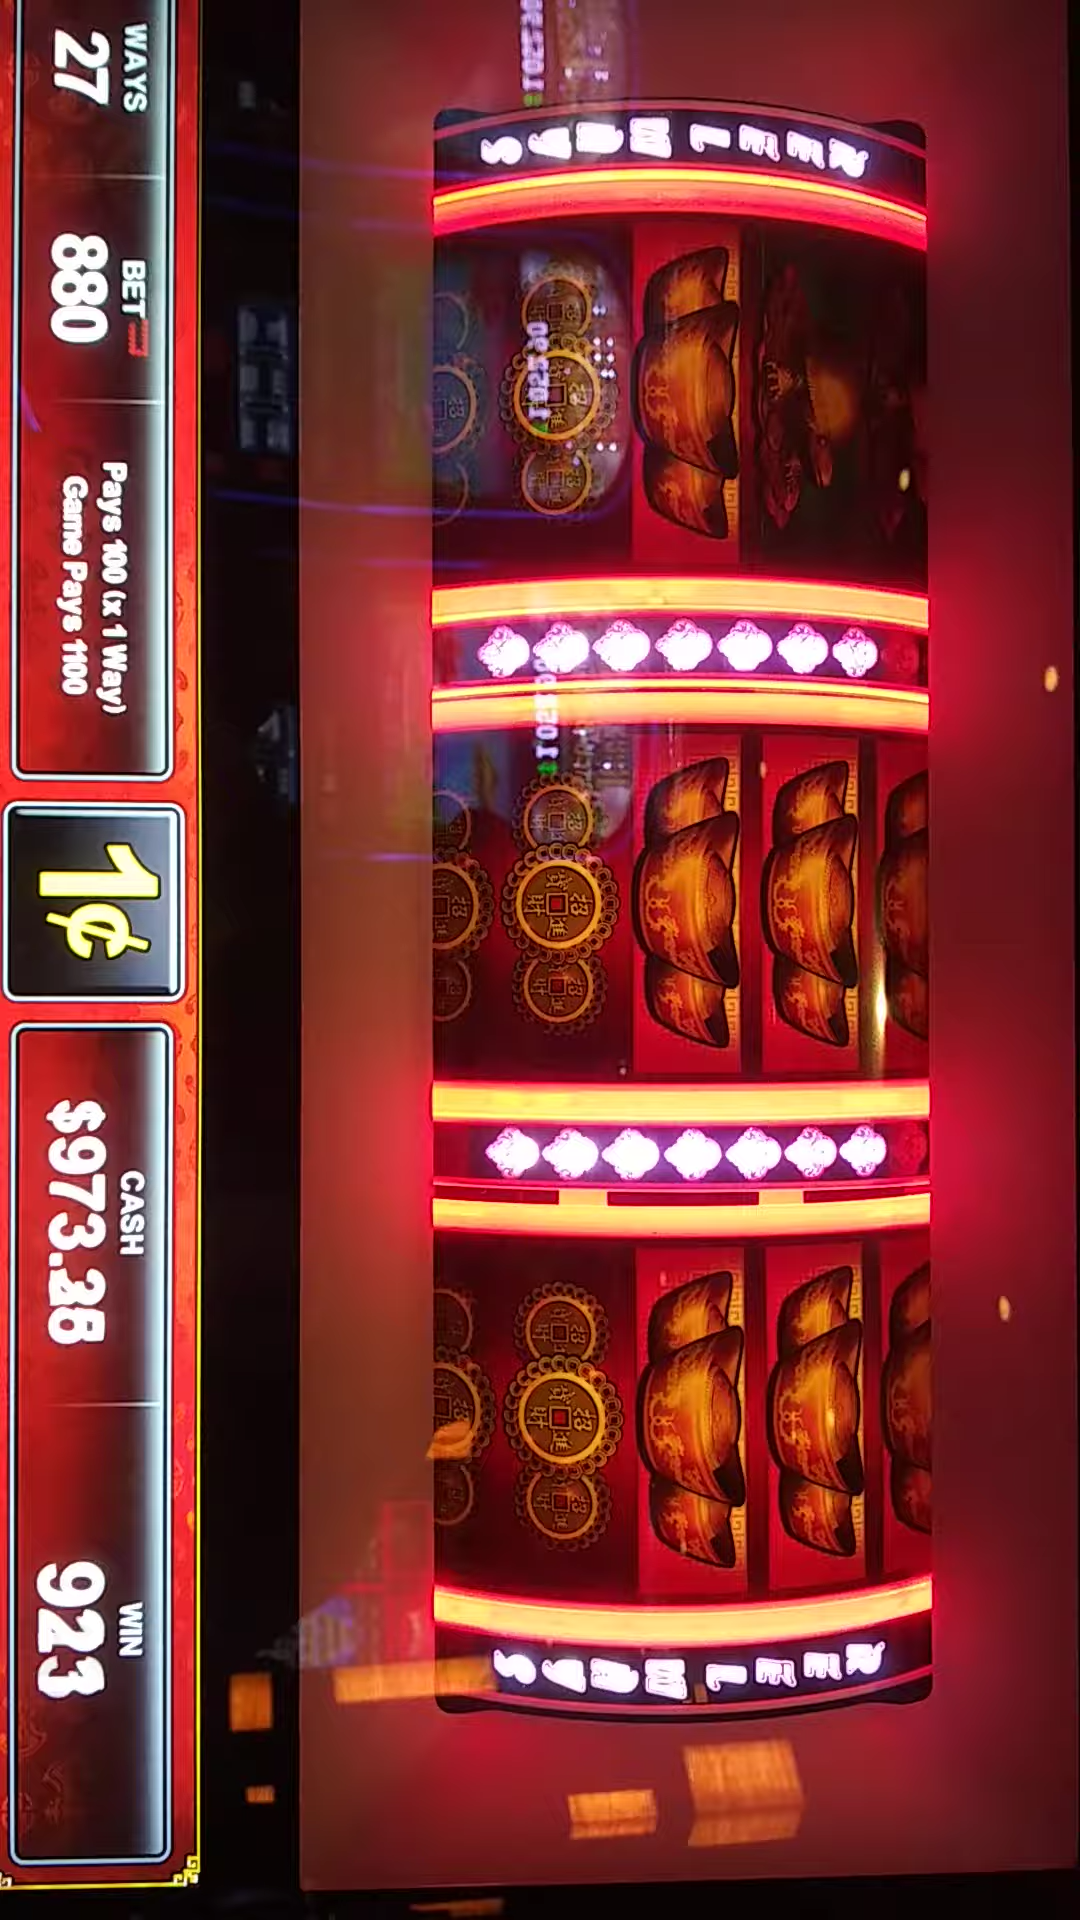 REEL WAYS
REEL WAYS
WAYS
27
BET
880
Pays 100 (x 1 Way)
Game Pays 1100
1¢
CASH
$973.28
WIN
923